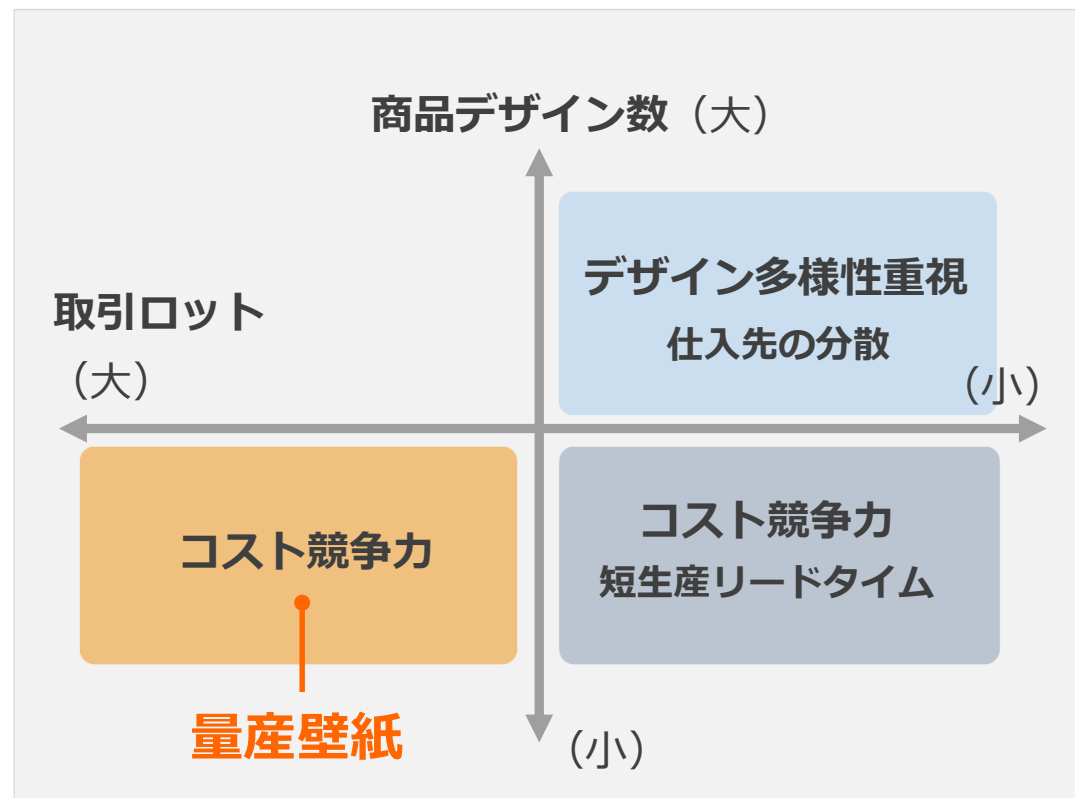 商品デザイン数（大）
デザイン多様性重視
仕入先の分散
取引ロット
（大）
（小）
コスト競争力
コスト競争力
短生産リードタイム
量産壁紙
（小）